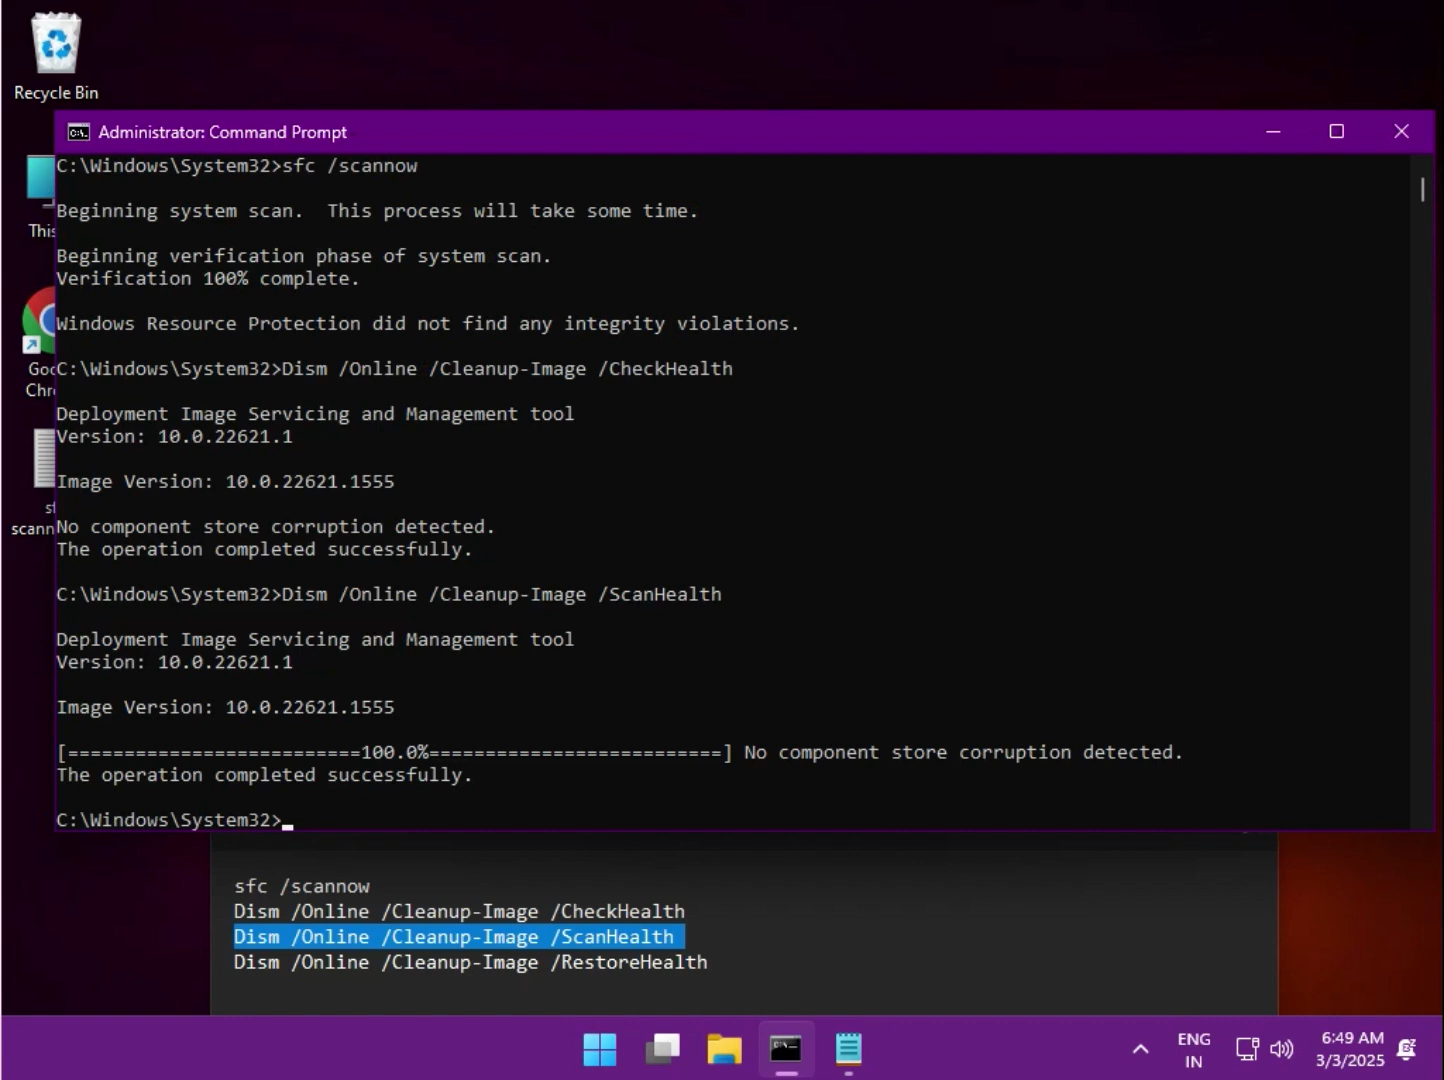 Recycle Bin
Administrator: Command Prompt
C:\Windows\System32>sfc /scannow
Beginning system scan.  This process will take some time.
Beginning verification phase of system scan.
Verification 100% complete.
Windows Resource Protection did not find any integrity violations.
C:\Windows\System32>Dism /Online /Cleanup-Image /CheckHealth
Deployment Image Servicing and Management tool
Version: 10.0.22621.1
Image Version: 10.0.22621.1555
No component store corruption detected.
The operation completed successfully.
C:\Windows\System32>Dism /Online /Cleanup-Image /ScanHealth
Deployment Image Servicing and Management tool
Version: 10.0.22621.1
Image Version: 10.0.22621.1555
[==========================100.0%==========================] No component store corruption detected.
The operation completed successfully.
C:\Windows\System32>
This
Goo
Chr
scann
sfc /scannow
Dism /Online /Cleanup-Image /CheckHealth
Dism /Online /Cleanup-Image /ScanHealth
Dism /Online /Cleanup-Image /RestoreHealth
ENG
IN
6:49 AM
3/3/2025